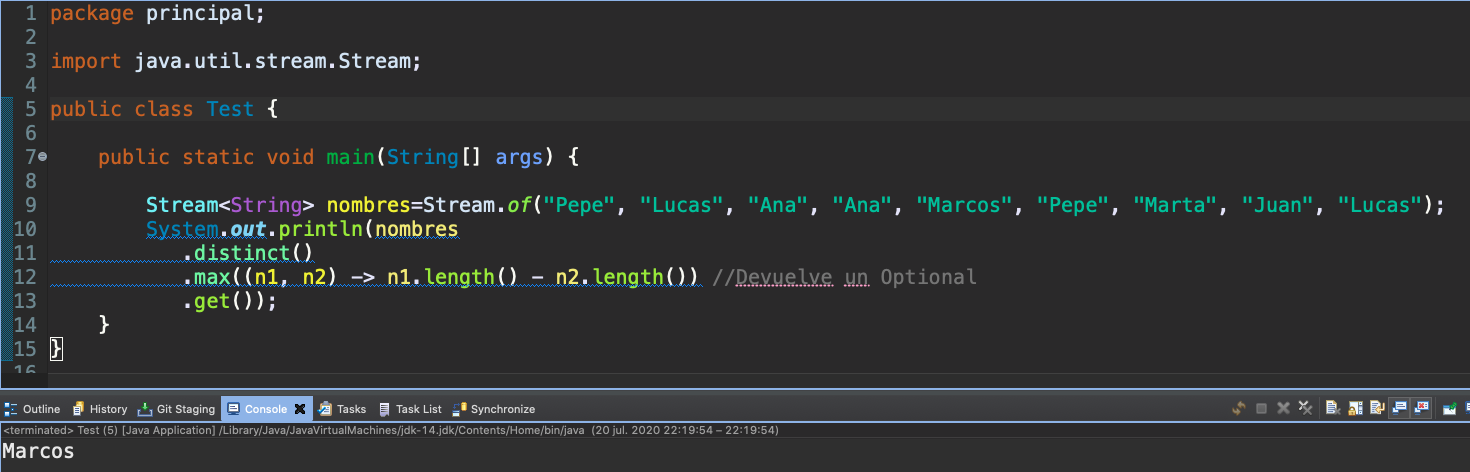 1 package principal;
2
3 import java.util.stream.Stream;
4
5 public class Test {
6
7 public static void main(String[] args) {
8
9 Stream<String> nombres=Stream.of("Pepe", "Lucas", "Ana", "Ana", "Marcos", "Pepe", "Marta", "Juan", "Lucas");
10 System.out.println(nombres
11 .distinct()
12 .max((n1, n2) -> n1.length() - n2.length()) //Devuelve un Optional
13 .get());
14 }
15 }
16
Outline History Git Staging Console Tasks Task List Synchronize
<terminated> Test (5) [Java Application] /Library/Java/JavaVirtualMachines/jdk-14.jdk/Contents/Home/bin/java (20 jul. 2020 22:19:54 – 22:19:54)
Marcos